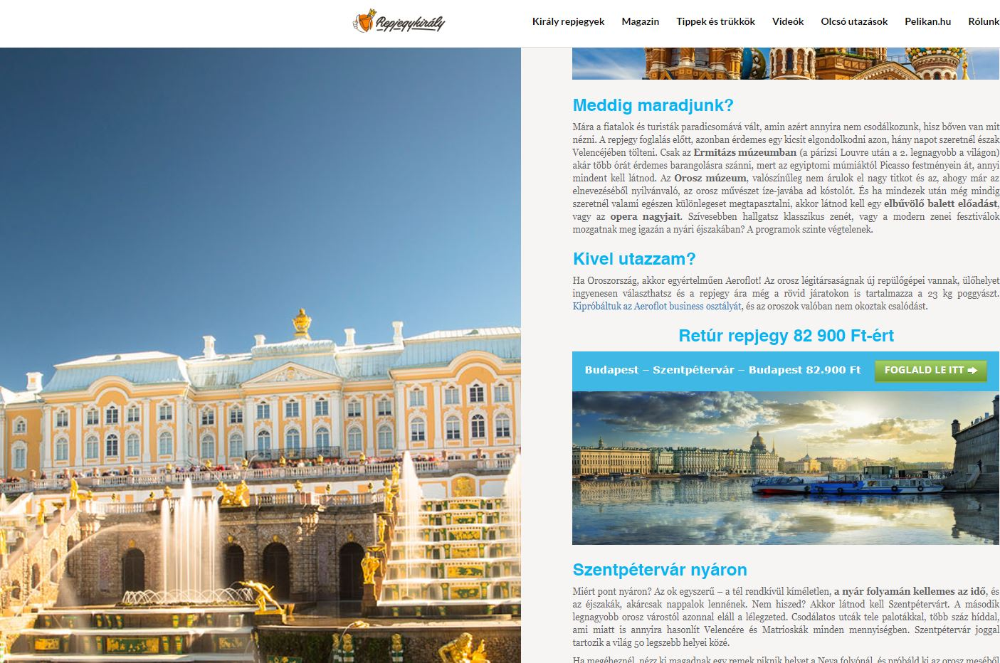 Repjegykirály
Király repjegyek Magazin Tippek és trükkök Videók Olcsó utazások Pelikan.hu Rólunk
Meddig maradjunk?
Mára a fiatalok és turisták paradicsomává vált, amin azért annyira nem csodálkozunk, hisz bőven van mit
nézni. A repjegy foglalás előtt, azonban érdemes egy kicsit elgondolkodni azon, hány napot szeretnél észak
Velencéjében tölteni. Csak az Ermitázs múzeumban (a párizsi Louvre után a 2. legnagyobb a világon)
akár több órát érdemes barangolásra szánni, mert az egyiptomi múmiáktól Picasso festményein át, annyi
mindent kell látnod. Az Orosz múzeum, valószínűleg nem árulok el nagy titkot és az, ahogy már az
elnevezéséből nyilvánvaló, az orosz művészet íze-javába ad kóstolót. És ha mindezek után még mindig
szeretnél valami egészen különlegeset megtapasztalni, akkor látnod kell egy elbűvölő balett előadást,
vagy az opera nagyjait. Szívesebben hallgatsz klasszikus zenét, vagy a modern zenei fesztiválok
mozgatnak meg igazán a nyári éjszakában? A programok szinte végtelenek.
Kivel utazzam?
Ha Oroszország, akkor egyértelműen Aeroflot! Az orosz légitársaságnak új repülőgépei vannak, ülőhelyet
ingyenesen választhatsz és a repjegy ára még a rövid járatokon is tartalmazza a 23 kg poggyászt.
Kipróbáltuk az Aeroflot business osztályát, és az oroszok valóban nem okoztak csalódást.
Retúr repjegy 82 900 Ft-ért
Budapest – Szentpétervár – Budapest 82.900 Ft FOGLALD LE ITT
Szentpétervár nyáron
Miért pont nyáron? Az ok egyszerű – a tél rendkívül kíméletlen, a nyár folyamán kellemes az idő, és
az éjszakák, akárcsak nappalok lennének. Nem hiszed? Akkor látnod kell Szentpétervárt. A második
legnagyobb orosz várostól azonnal eláll a lélegzeted. Csodálatos utcák tele palotákkal, több száz híddal,
ami miatt is annyira hasonlít Velencére és Matrioskák minden mennyiségben. Szentpétervár joggal
tartozik a világ 50 legszebb helyei közé.
Ha megéheznél, nézz ki magadnak egy remek piknik helyet a Neva folyónál, és próbáld ki az orosz meséből